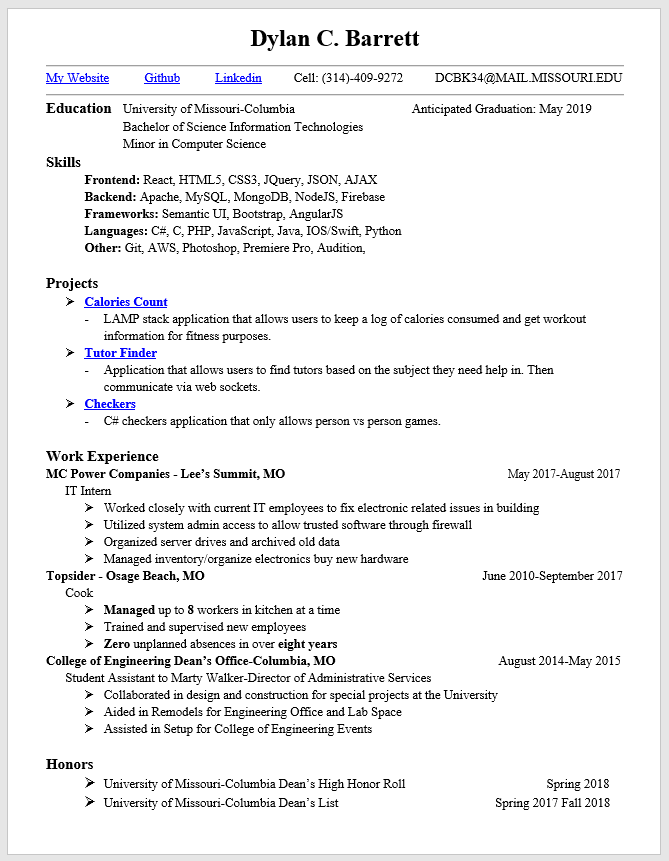 Dylan C. Barrett
My Website Github Linkedin Cell: (314)-409-9272 DCBK34@MAIL.MISSOURI.EDU
Education University of Missouri-Columbia Anticipated Graduation: May 2019
Bachelor of Science Information Technologies
Minor in Computer Science
Skills
Frontend: React, HTML5, CSS3, JQuery, JSON, AJAX
Backend: Apache, MySQL, MongoDB, NodeJS, Firebase
Frameworks: Semantic UI, Bootstrap, AngularJS
Languages: C#, C, PHP, JavaScript, Java, IOS/Swift, Python
Other: Git, AWS, Photoshop, Premiere Pro, Audition,
Projects
➤ Calories Count
- LAMP stack application that allows users to keep a log of calories consumed and get workout
information for fitness purposes.
➤ Tutor Finder
- Application that allows users to find tutors based on the subject they need help in. Then
communicate via web sockets.
➤ Checkers
- C# checkers application that only allows person vs person games.
Work Experience
MC Power Companies - Lee's Summit, MO May 2017-August 2017
IT Intern
➤ Worked closely with current IT employees to fix electronic related issues in building
➤ Utilized system admin access to allow trusted software through firewall
➤ Organized server drives and archived old data
➤ Managed inventory/organize electronics buy new hardware
Topsider - Osage Beach, MO June 2010-September 2017
Cook
➤ Managed up to 8 workers in kitchen at a time
➤ Trained and supervised new employees
➤ Zero unplanned absences in over eight years
College of Engineering Dean's Office-Columbia, MO August 2014-May 2015
Student Assistant to Marty Walker-Director of Administrative Services
➤ Collaborated in design and construction for special projects at the University
➤ Aided in Remodels for Engineering Office and Lab Space
➤ Assisted in Setup for College of Engineering Events
Honors
➤ University of Missouri-Columbia Dean's High Honor Roll Spring 2018
➤ University of Missouri-Columbia Dean's List Spring 2017 Fall 2018